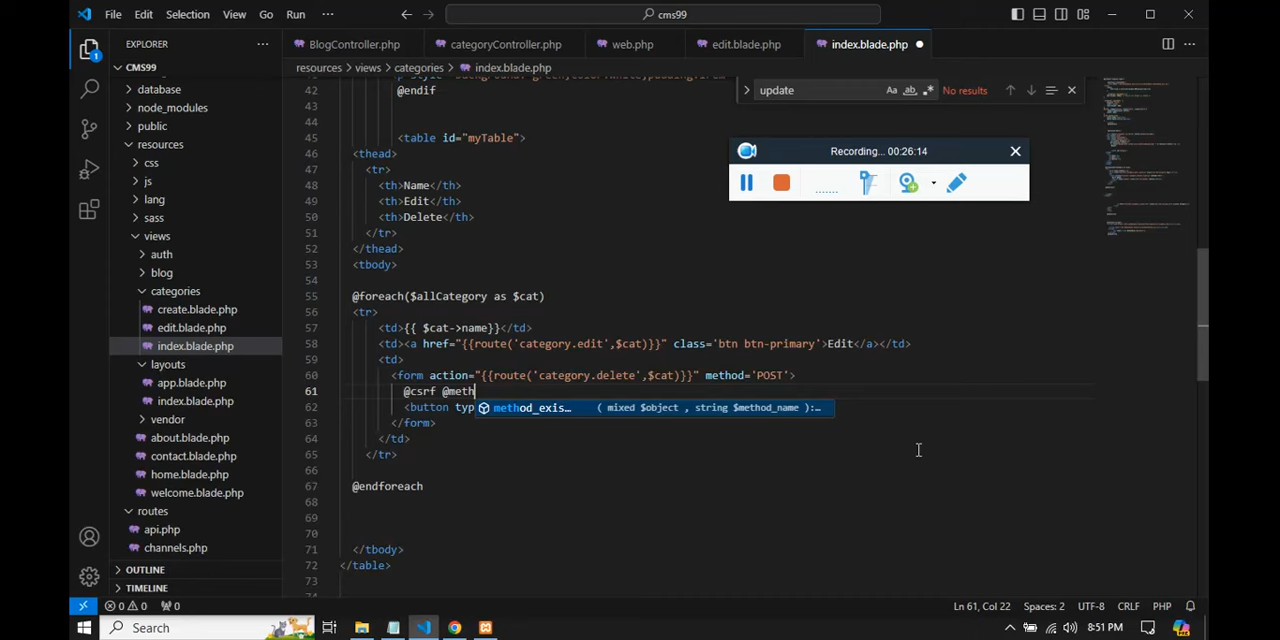 File Edit Selection View Go Run ··· cms99
EXPLORER ··· BlogController.php categoryController.php web.php edit.blade.php index.blade.php
CMS99 resources > views > categories > index.blade.php
database
node_modules
public
resources
css
js
lang
sass
views
auth
blog
categories
create.blade.php
edit.blade.php
index.blade.php
layouts
app.blade.php
index.blade.php
vendor
about.blade.php
contact.blade.php
home.blade.php
welcome.blade.php
routes
api.php
channels.php
OUTLINE
TIMELINE
update Aa ab No results
Recording... 00:26:14
42 @endif
43
44
45 <table id="myTable">
46 <thead>
47 <tr>
48 <th>Name</th>
49 <th>Edit</th>
50 <th>Delete</th>
51 </tr>
52 </thead>
53 <tbody>
54
55 @foreach($allCategory as $cat)
56 <tr>
57 <td>{{ $cat->name}}</td>
58 <td><a href="{{route('category.edit',$cat)}}" class='btn btn-primary'>Edit</a></td>
59 <td>
60 <form action="{{route('category.delete',$cat)}}" method='POST'>
61 @csrf @meth
62 <button typ method_exis... ( mixed $object , string $method_name ):...
63 </form>
64 </td>
65 </tr>
66
67 @endforeach
68
69
70
71 </tbody>
72 </table>
73
0 0 0 Ln 61, Col 22 Spaces: 2 UTF-8 CRLF PHP
Search 8:51 PM